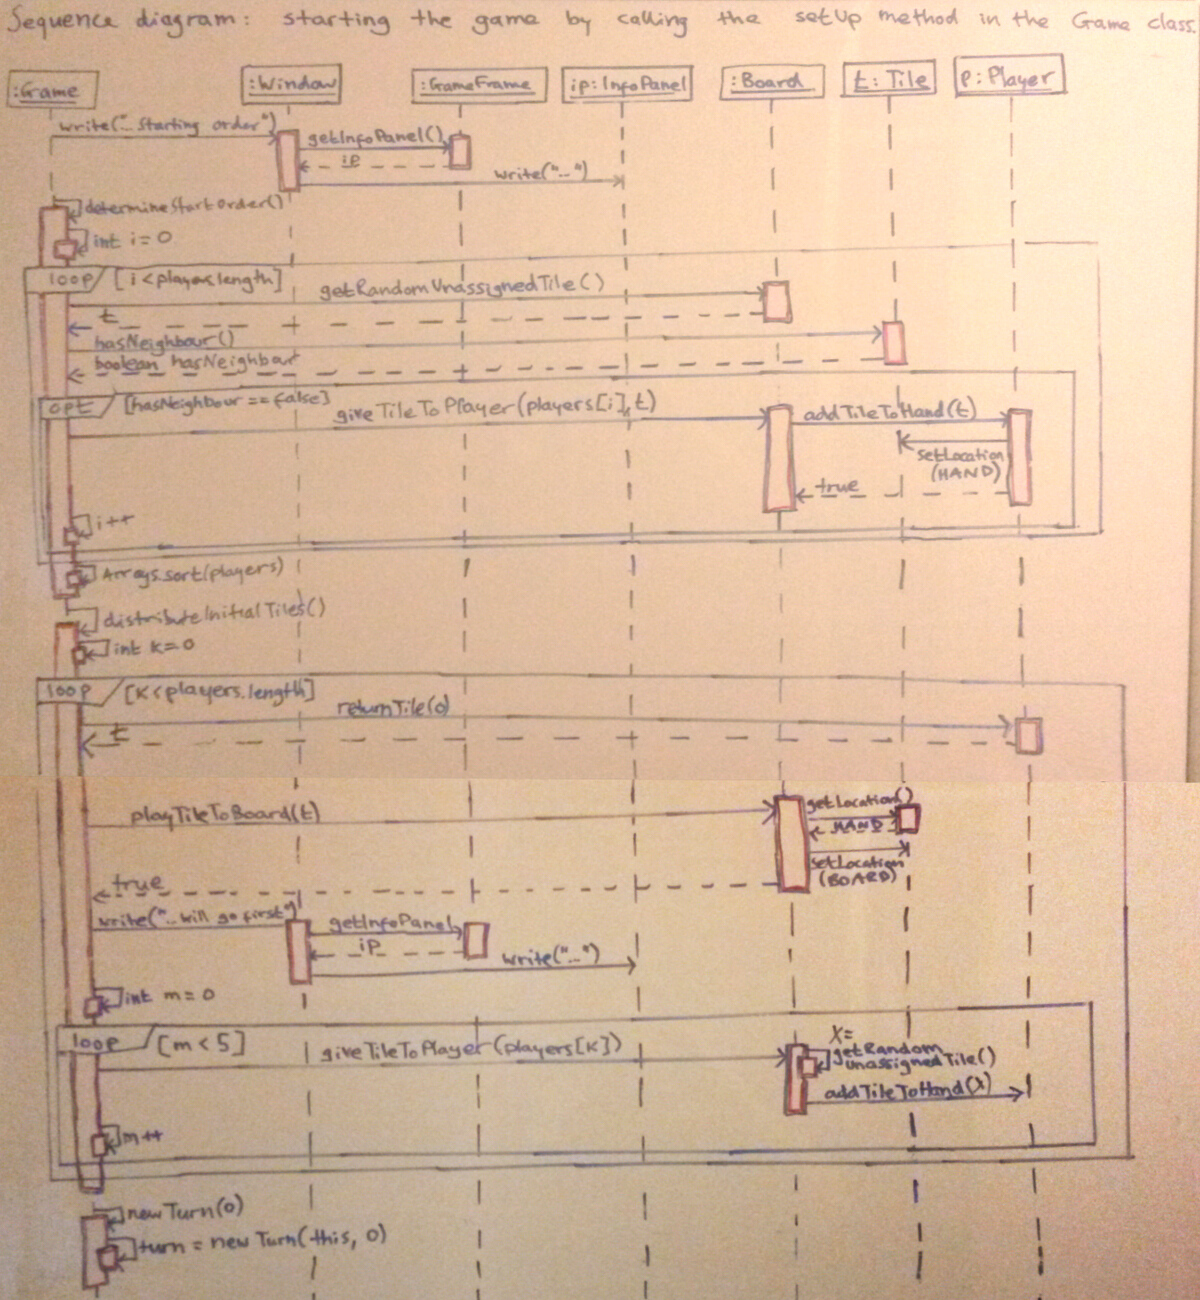 Sequence diagram: starting the game by calling the setUp method in the Game class.
:Game
:Window
:GameFrame
ip:InfoPanel
:Board
t:Tile
p:Player
write("... starting order")
getInfoPanel()
ip
write("...")
determineStartOrder()
int i=0
loop [i<players.length]
getRandomUnassignedTile()
t
hasNeighbour()
boolean hasNeighbour
opt [hasNeighbour == false]
giveTileToPlayer(players[i],t)
addTileToHand(t)
setLocation
(HAND)
true
i++
Arrays.sort(players)
distributeInitialTiles()
int k=0
loop [k<players.length]
returnTile(0)
t
playTileToBoard(t)
getLocation()
HAND
setLocation
(BOARD)
true
write("...will go first")
getInfoPanel
ip
write("...")
int m=0
loop [m<5]
giveTileToPlayer(players[k])
X=
getRandom
unassignedTile()
addTileToHand(X)
m++
newTurn(0)
turn = new Turn(this, 0)